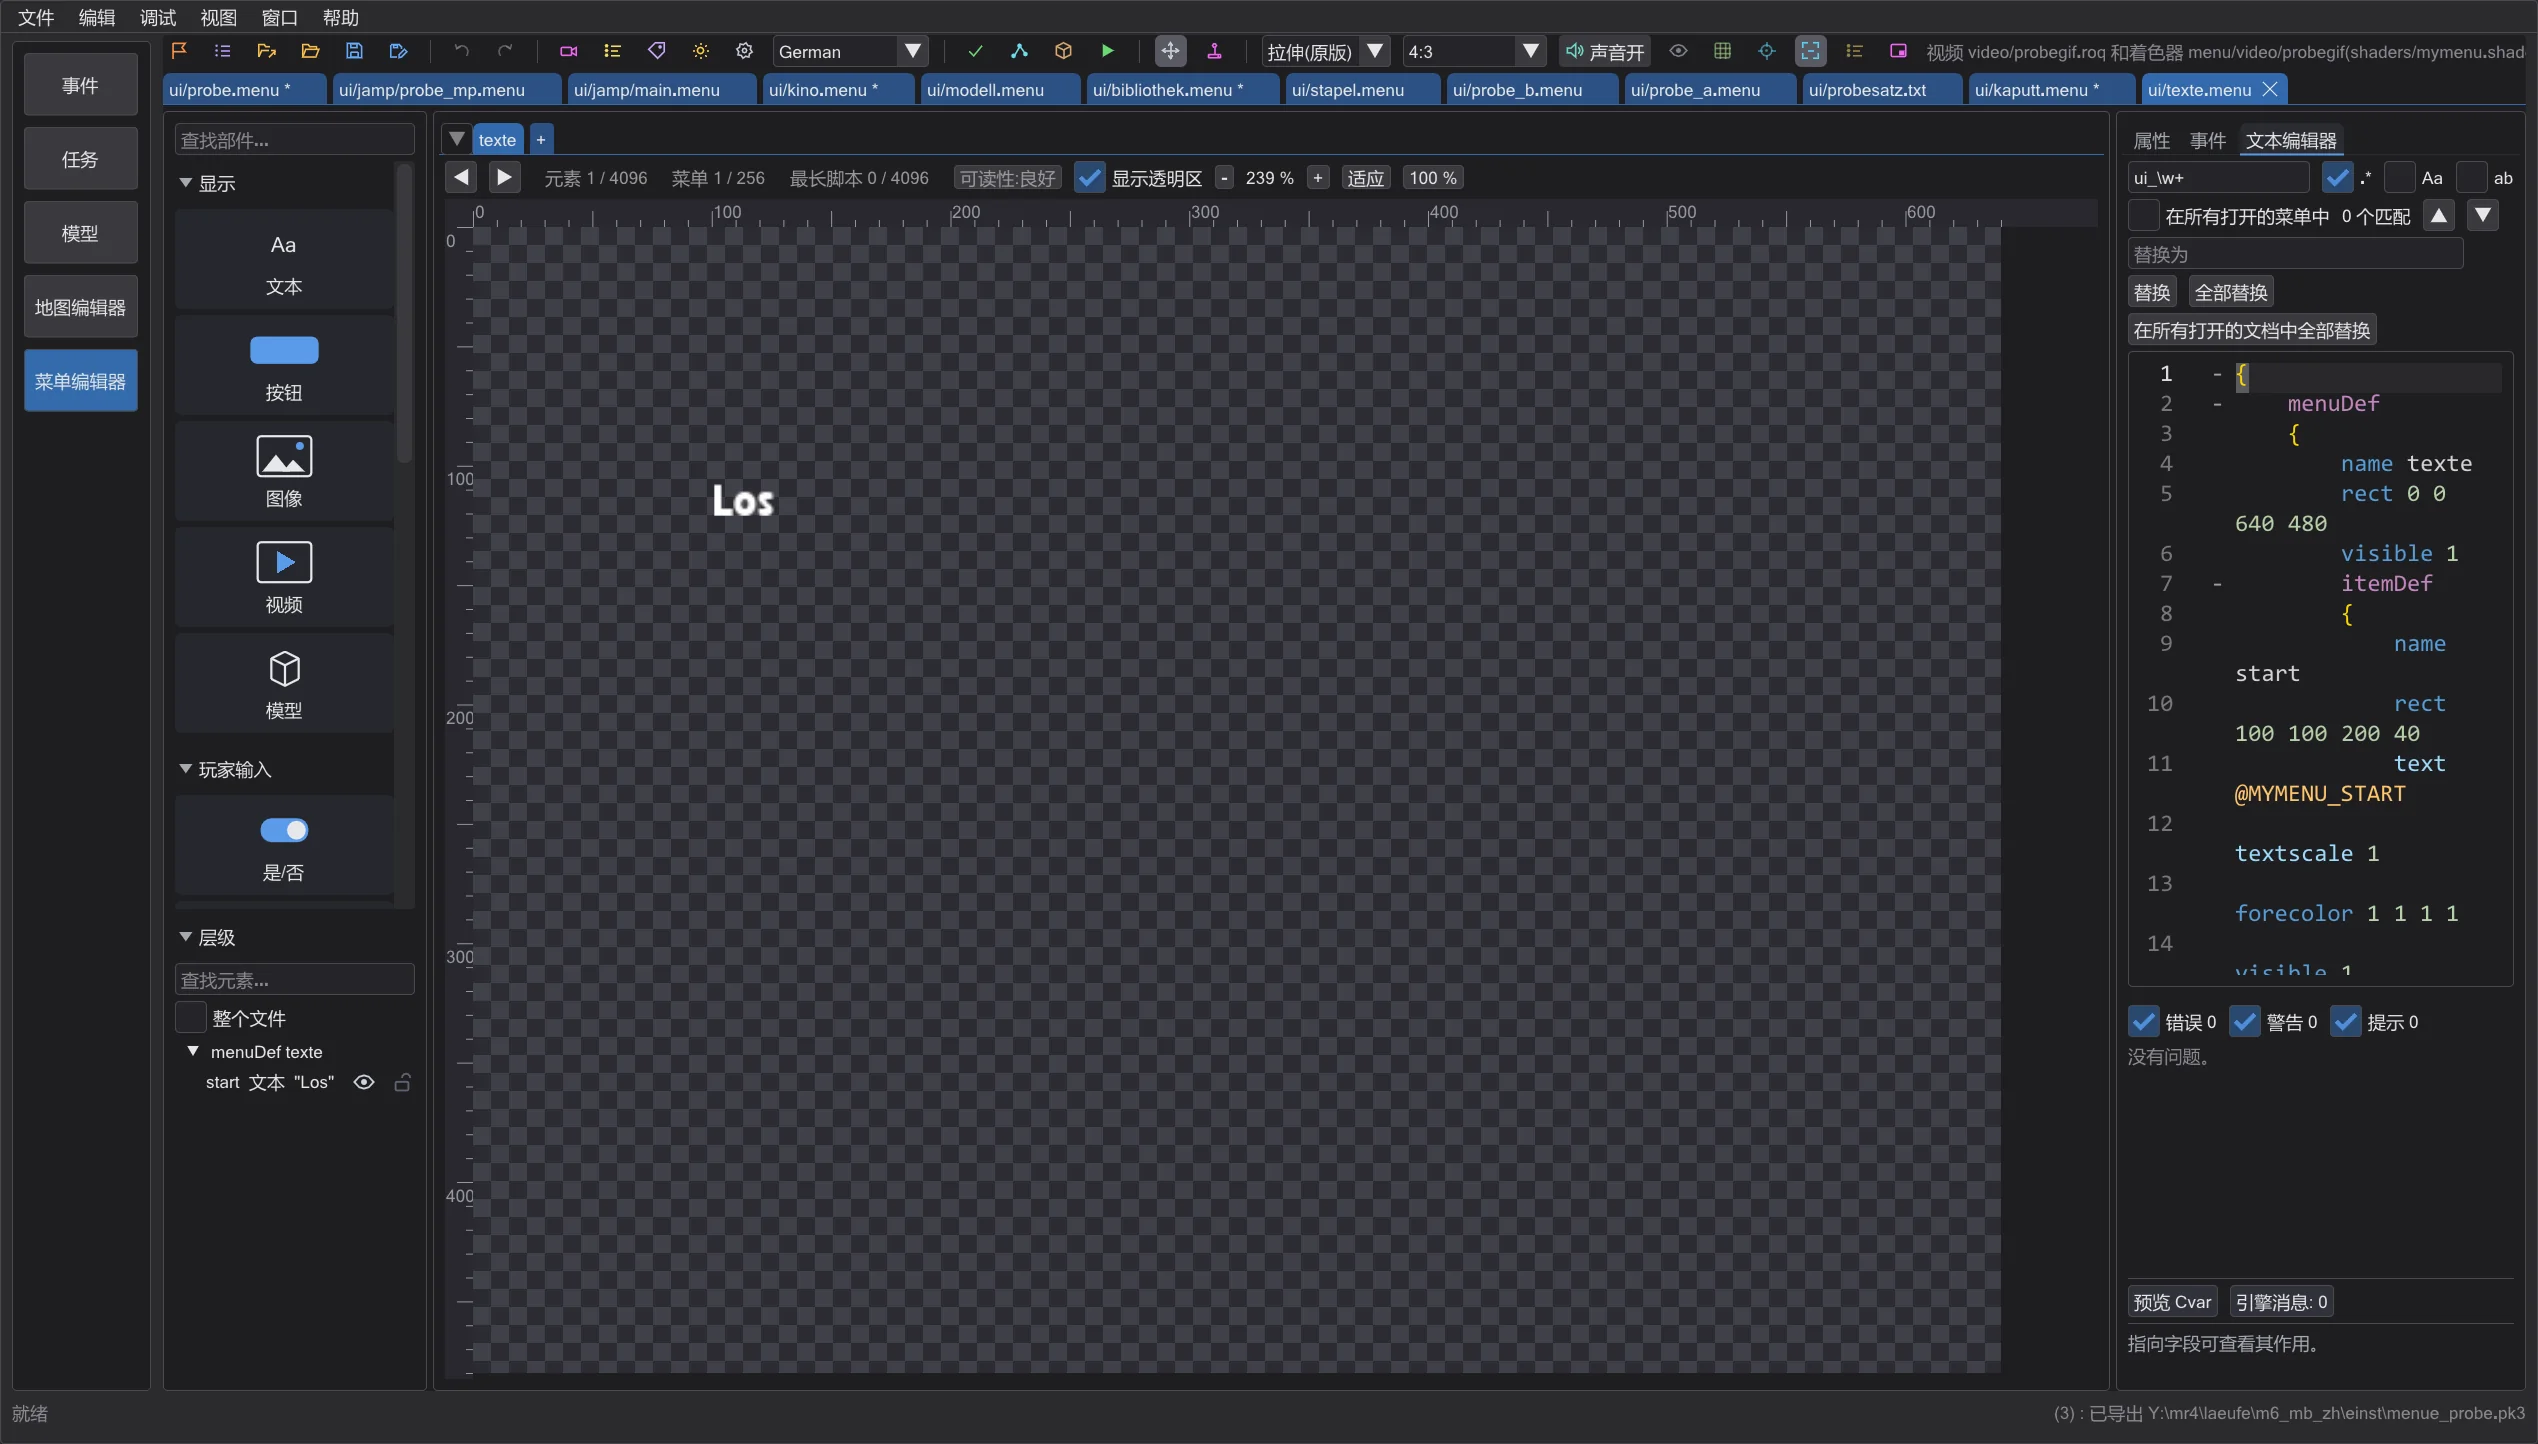 文件 编辑 调试 视图 窗口 帮助
German 拉伸(原版) 4:3 声音开 视频 video/probegif.roq 和着色器 menu/video/probegif(shaders/mymenu.shad
ui/probe.menu * ui/jamp/probe_mp.menu ui/jamp/main.menu ui/kino.menu * ui/modell.menu ui/bibliothek.menu * ui/stapel.menu ui/probe_b.menu ui/probe_a.menu ui/probesatz.txt ui/kaputt.menu * ui/texte.menu
事件
任务
模型
地图编辑器
菜单编辑器
查找部件...
显示
Aa
文本
按钮
图像
视频
模型
玩家输入
是/否
层级
查找元素...
整个文件
menuDef texte
start 文本 "Los"
texte +
元素 1 / 4096 菜单 1 / 256 最长脚本 0 / 4096 可读性:良好 显示透明区 - 239 % + 适应 100 %
0 100 200 300 400 500 600
0
100
200
300
400
Los
属性 事件 文本编辑器
ui_\w+ .* Aa ab
在所有打开的菜单中 0 个匹配
替换为
替换 全部替换
在所有打开的文档中全部替换
1 - {
2 - menuDef
3 {
4 name texte
5 rect 0 0
640 480
6 visible 1
7 - itemDef
8 {
9 name
start
10 rect
100 100 200 40
11 text
@MYMENU_START
12
textscale 1
13
forecolor 1 1 1 1
14
visible 1
错误 0 警告 0 提示 0
没有问题。
预览 Cvar 引擎消息: 0
指向字段可查看其作用。
就绪
(3) : 已导出 Y:\mr4\laeufe\m6_mb_zh\einst\menue_probe.pk3